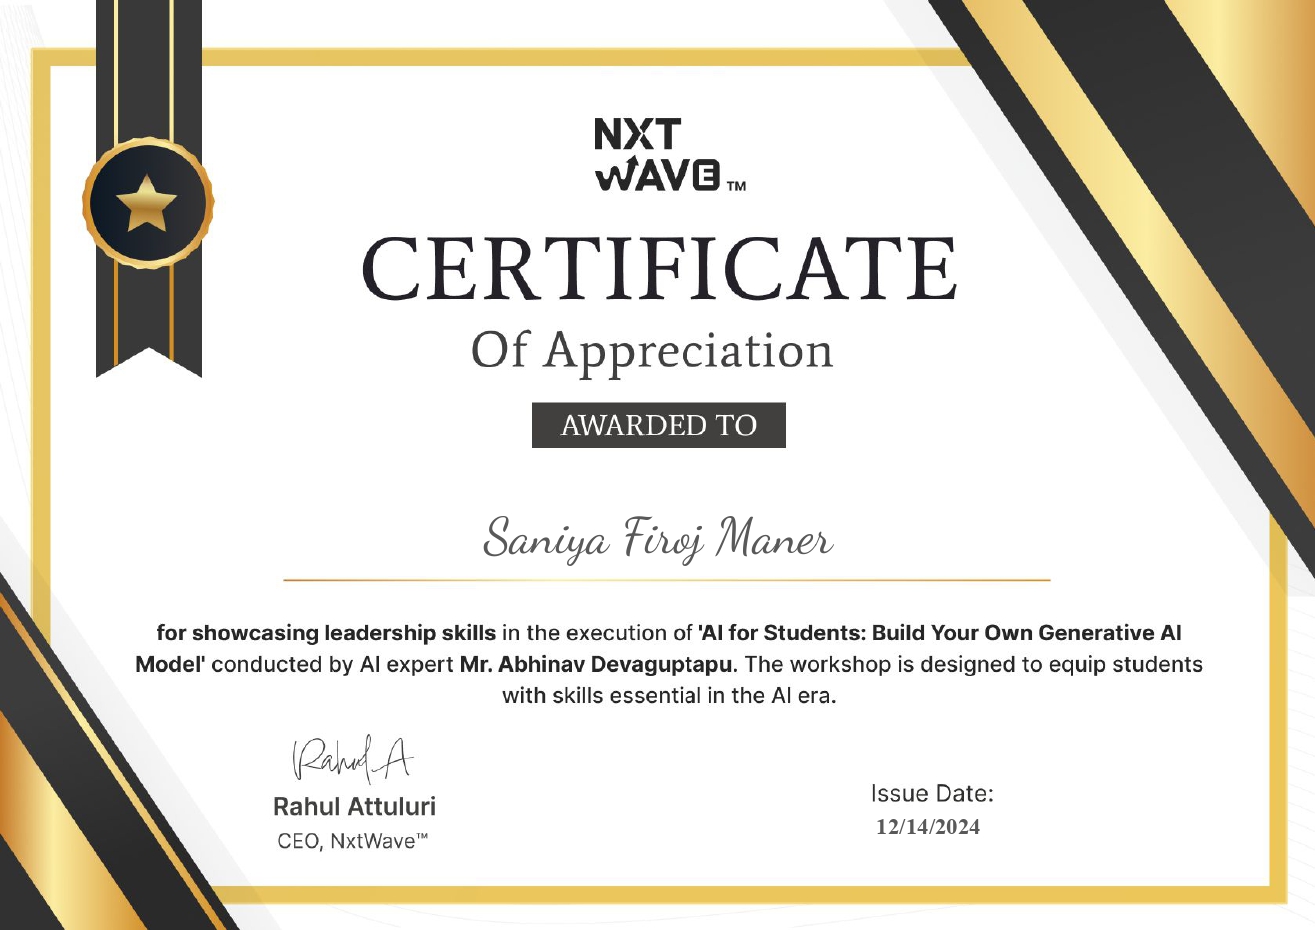 NXT
WAVE TM
CERTIFICATE
Of Appreciation
AWARDED TO
Saniya Firoj Maner
for showcasing leadership skills in the execution of 'AI for Students: Build Your Own Generative AI
Model' conducted by AI expert Mr. Abhinav Devaguptapu. The workshop is designed to equip students
with skills essential in the AI era.
Rahul A
Rahul Attuluri
CEO, NxtWave™
Issue Date:
12/14/2024